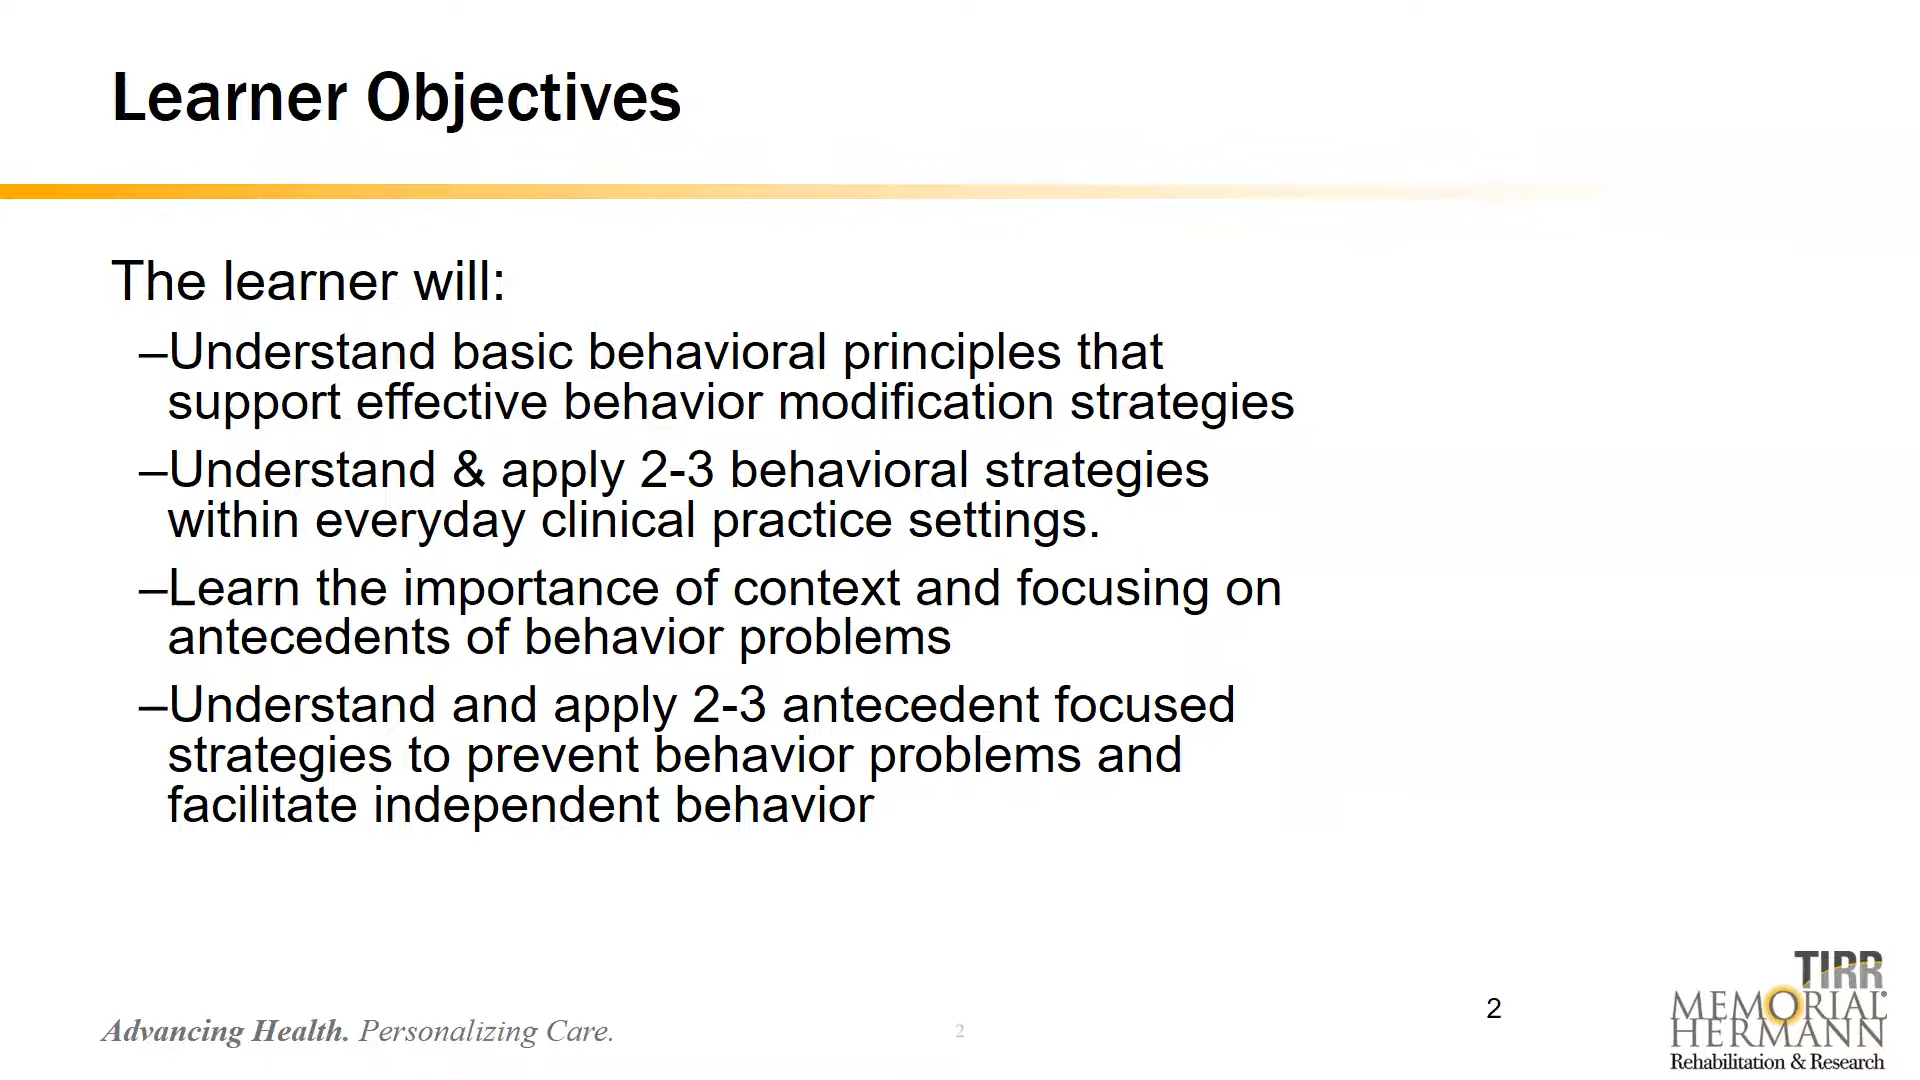 Learner Objectives
The learner will:
–Understand basic behavioral principles that
support effective behavior modification strategies
–Understand & apply 2-3 behavioral strategies
within everyday clinical practice settings.
–Learn the importance of context and focusing on
antecedents of behavior problems
–Understand and apply 2-3 antecedent focused
strategies to prevent behavior problems and
facilitate independent behavior
Advancing Health. Personalizing Care.
2
2
TIRR
MEMORIAL®
HERMANN
Rehabilitation & Research